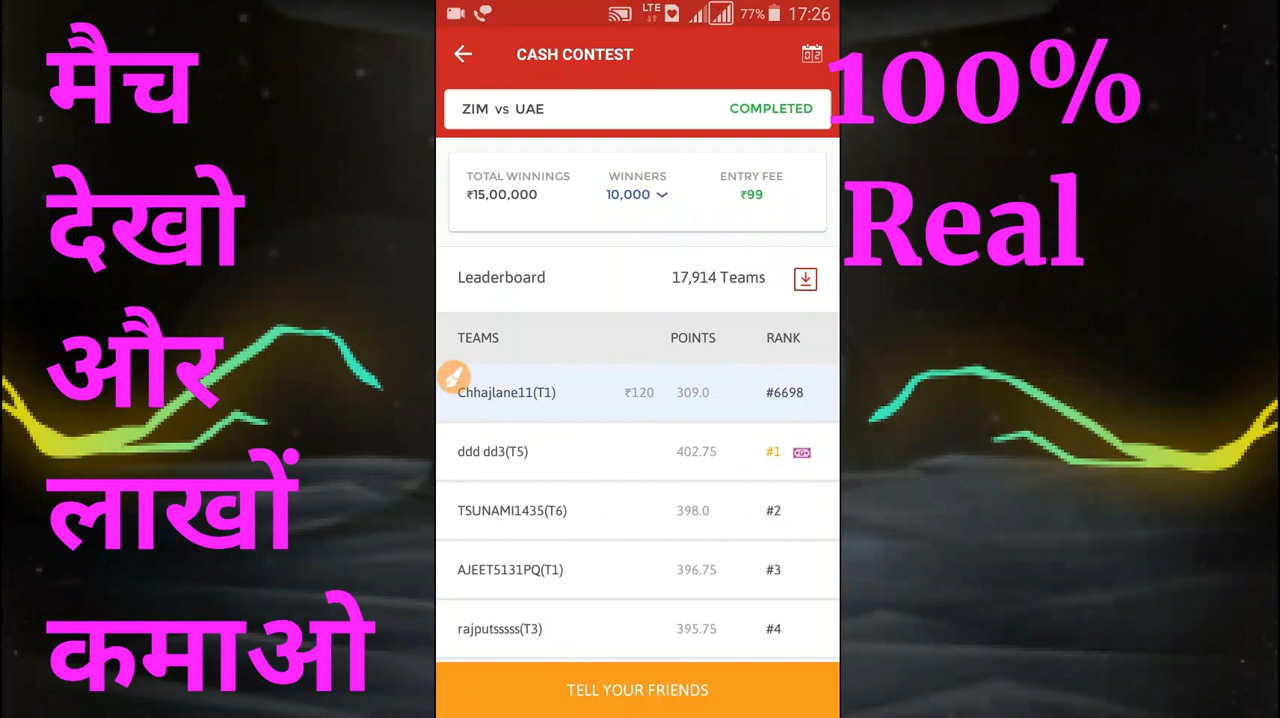 मैच
देखो
और
लाखों
कमाओ
LTE 77% 17:26
CASH CONTEST
02
ZIM vs UAE COMPLETED
TOTAL WINNINGS WINNERS ENTRY FEE
₹15,00,000 10,000 ₹99
Leaderboard 17,914 Teams
TEAMS POINTS RANK
Chhajlane11(T1) ₹120 309.0 #6698
ddd dd3(T5) 402.75 #1
TSUNAMI1435(T6) 398.0 #2
AJEET5131PQ(T1) 396.75 #3
rajputsssss(T3) 395.75 #4
TELL YOUR FRIENDS
100%
Real